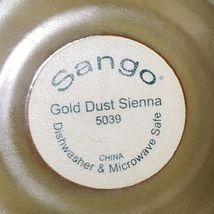 Sango®
Gold Dust Sienna
5039
CHINA
Dishwasher & Microwave Safe